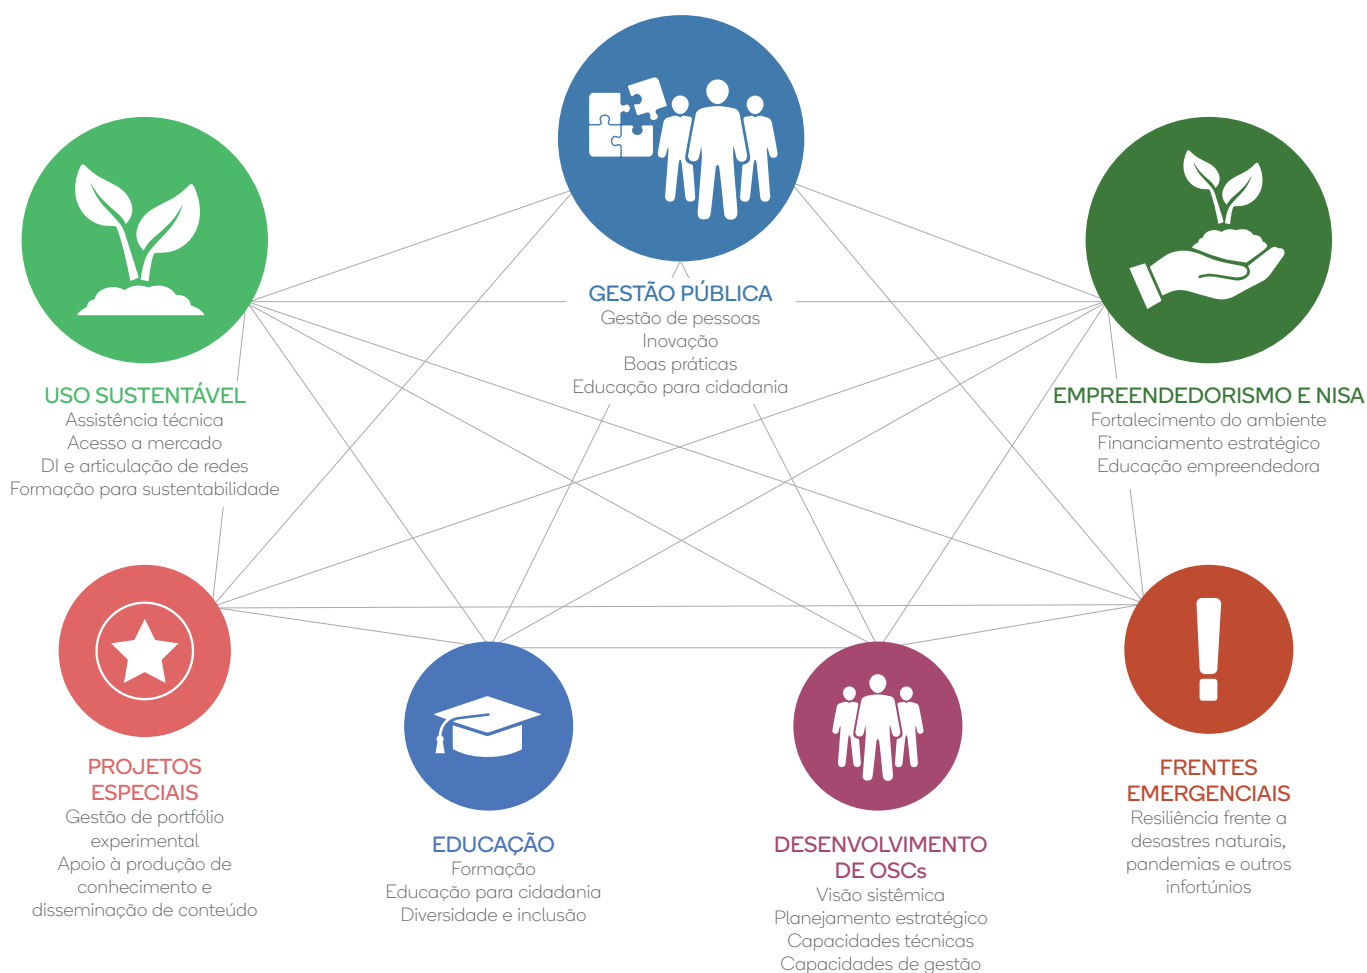 GESTÃO PÚBLICA
Gestão de pessoas
Inovação
Boas práticas
Educação para cidadania
USO SUSTENTÁVEL
Assistência técnica
Acesso a mercado
DI e articulação de redes
Formação para sustentabilidade
EMPREENDEDORISMO E NISA
Fortalecimento do ambiente
Financiamento estratégico
Educação empreendedora
PROJETOS
ESPECIAIS
Gestão de portfólio
experimental
Apoio à produção de
conhecimento e
disseminação de conteúdo
EDUCAÇÃO
Formação
Educação para cidadania
Diversidade e inclusão
DESENVOLVIMENTO
DE OSCs
Visão sistêmica
Planejamento estratégico
Capacidades técnicas
Capacidades de gestão
FRENTES
EMERGENCIAIS
Resiliência frente a
desastres naturais,
pandemias e outros
infortúnios